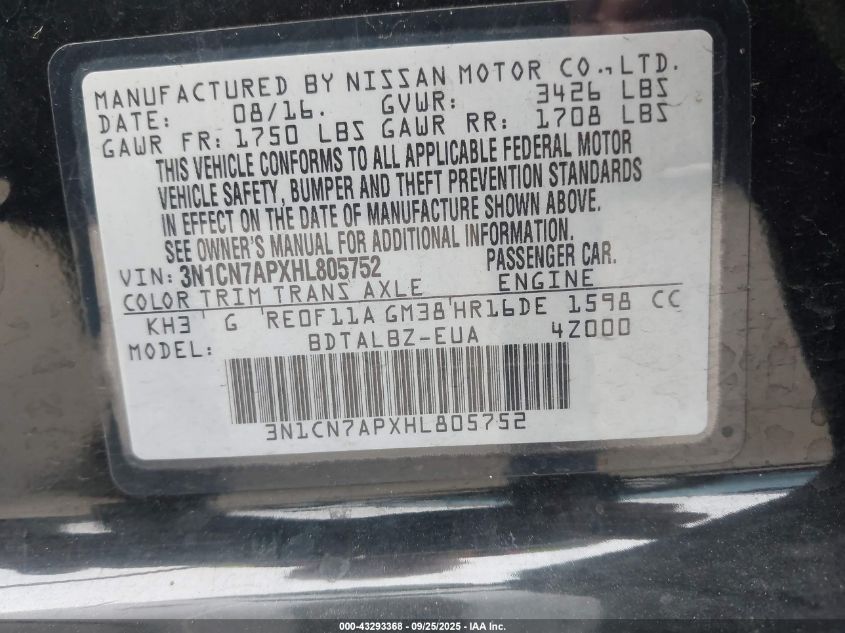 MANUFACTURED BY NISSAN MOTOR CO.,LTD.
DATE: 08/16. GVWR: 3426 LBS
GAWR FR: 1750 LBS GAWR RR: 1708 LBS
THIS VEHICLE CONFORMS TO ALL APPLICABLE FEDERAL MOTOR
VEHICLE SAFETY, BUMPER AND THEFT PREVENTION STANDARDS
IN EFFECT ON THE DATE OF MANUFACTURE SHOWN ABOVE.
SEE OWNER'S MANUAL FOR ADDITIONAL INFORMATION.
VIN: 3N1CN7APXHL805752 PASSENGER CAR.
COLOR TRIM TRANS AXLE ENGINE
KH3 G RE0F11A GM38 HR16DE 1598 CC
MODEL: BDTALBZ-EUA 4Z000
3N1CN7APXHL805752
000-43293368 - 09/25/2025 - IAA Inc.